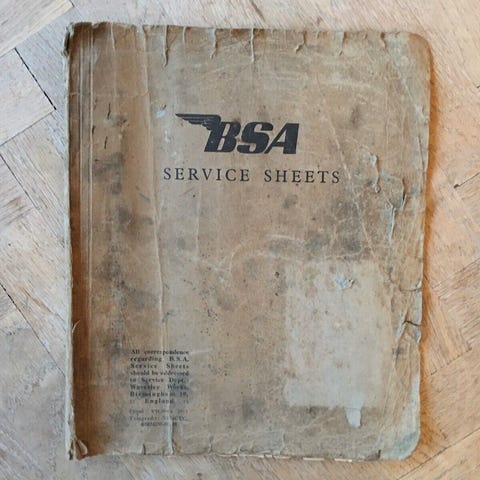 BSA
SERVICE SHEETS
All correspondence
regarding B.S.A.
Service Sheets
should be addressed
to Service Dept.,
Waverley Works,
Birmingham 10,
England